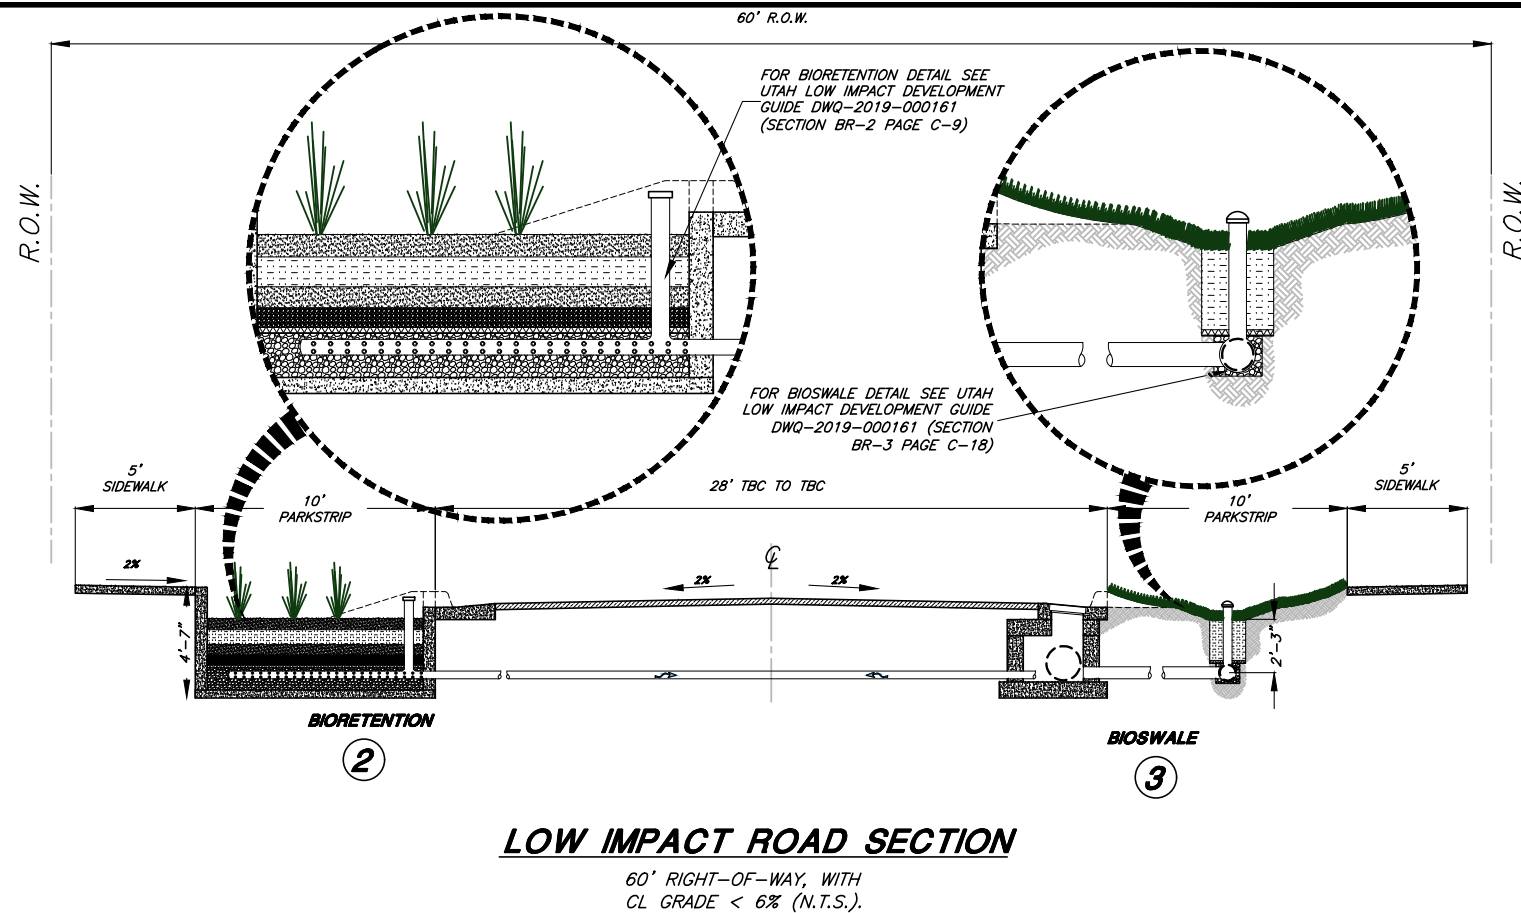 60' R.O.W.
FOR BIORETENTION DETAIL SEE
UTAH LOW IMPACT DEVELOPMENT
GUIDE DWQ-2019-000161
(SECTION BR-2 PAGE C-9)
R.O.W.
R.O.W.
FOR BIOSWALE DETAIL SEE UTAH
LOW IMPACT DEVELOPMENT GUIDE
DWQ-2019-000161 (SECTION
BR-3 PAGE C-18)
5'
SIDEWALK
10'
PARKSTRIP
28' TBC TO TBC
10'
PARKSTRIP
5'
SIDEWALK
2%
CL
2%
2%
4'-7"
2'-3"
BIORETENTION
2
BIOSWALE
3
LOW IMPACT ROAD SECTION
60' RIGHT-OF-WAY, WITH
CL GRADE < 6% (N.T.S.).